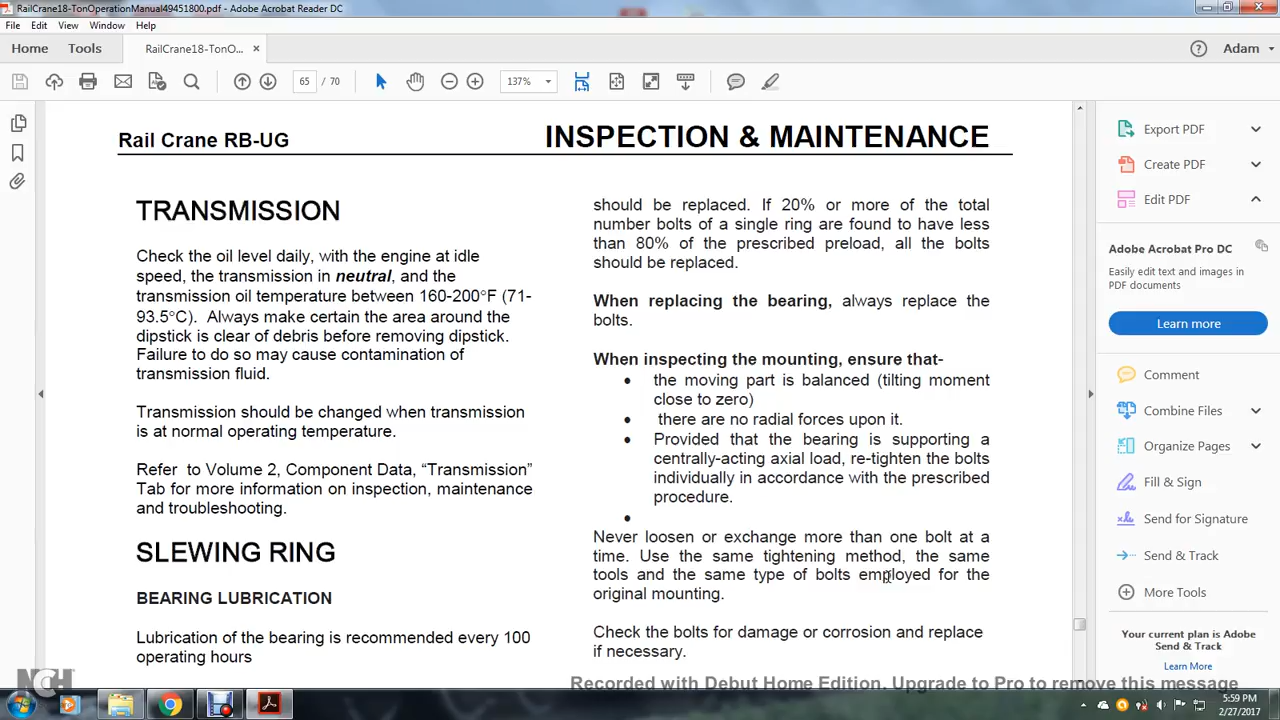 RailCrane18-TonOperationManual49451800.pdf - Adobe Acrobat Reader DC
File Edit View Window Help
Home Tools RailCrane18-TonO... × Adam
65 / 70 137%
Rail Crane RB-UG INSPECTION & MAINTENANCE
TRANSMISSION
Check the oil level daily, with the engine at idle
speed, the transmission in neutral, and the
transmission oil temperature between 160-200°F (71-
93.5°C). Always make certain the area around the
dipstick is clear of debris before removing dipstick.
Failure to do so may cause contamination of
transmission fluid.
Transmission should be changed when transmission
is at normal operating temperature.
Refer to Volume 2, Component Data, “Transmission”
Tab for more information on inspection, maintenance
and troubleshooting.
SLEWING RING
BEARING LUBRICATION
Lubrication of the bearing is recommended every 100
operating hours
should be replaced. If 20% or more of the total
number bolts of a single ring are found to have less
than 80% of the prescribed preload, all the bolts
should be replaced.
When replacing the bearing, always replace the
bolts.
When inspecting the mounting, ensure that-
• the moving part is balanced (tilting moment
close to zero)
• there are no radial forces upon it.
• Provided that the bearing is supporting a
centrally-acting axial load, re-tighten the bolts
individually in accordance with the prescribed
procedure.
•
Never loosen or exchange more than one bolt at a
time. Use the same tightening method, the same
tools and the same type of bolts employed for the
original mounting.
Check the bolts for damage or corrosion and replace
if necessary.
Export PDF
Create PDF
Edit PDF
Adobe Acrobat Pro DC
Easily edit text and images in
PDF documents
Learn more
Comment
Combine Files
Organize Pages
Fill & Sign
Send for Signature
Send & Track
More Tools
Your current plan is Adobe
Send & Track
Learn More
NCH
Recorded with Debut Home Edition. Upgrade to Pro to remove this message
5:59 PM
2/27/2017